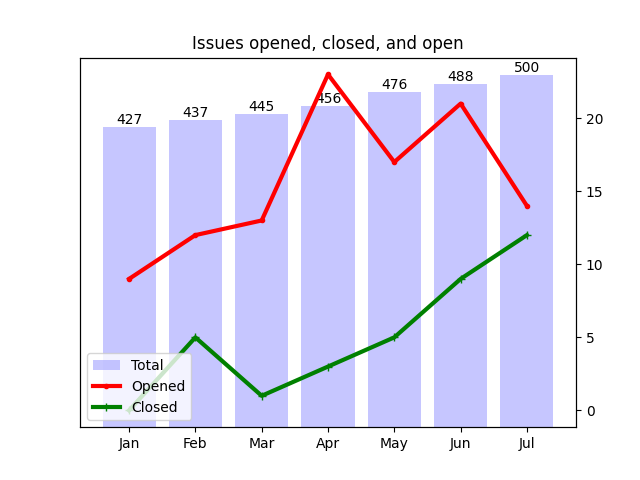 Issues opened, closed, and open
427
437
445
456
476
488
500
20
15
10
5
0
Total
Opened
Closed
Jan
Feb
Mar
Apr
May
Jun
Jul